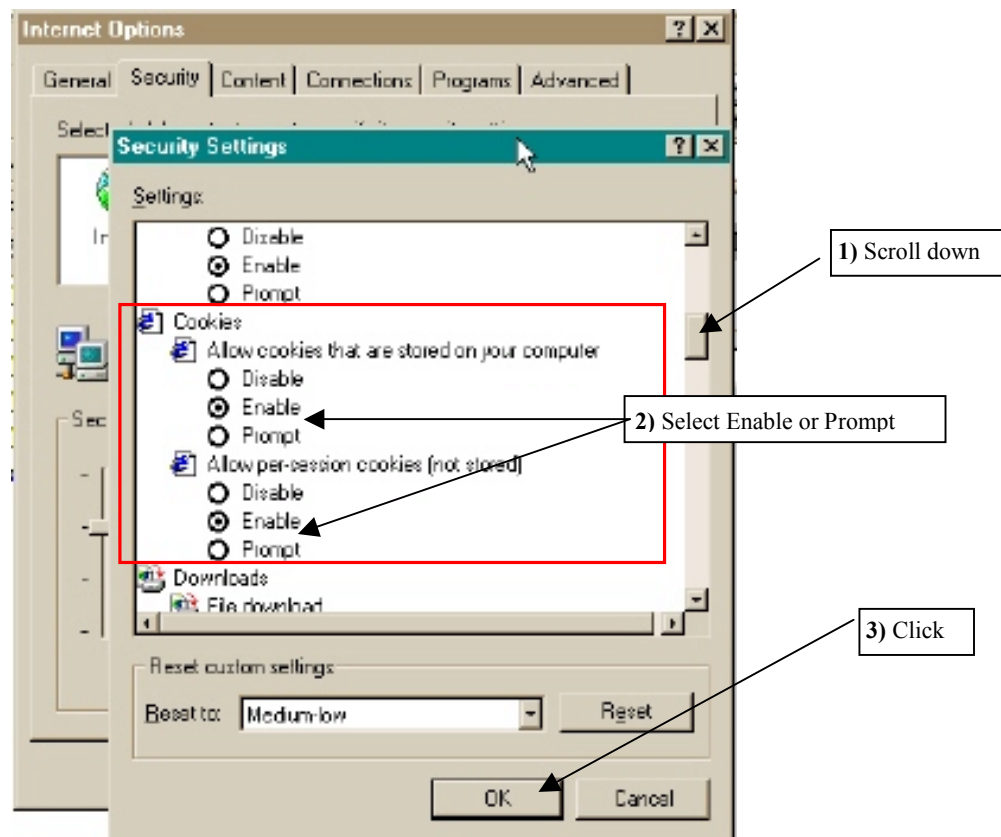 Internet Options
General Security Content Connections Programs Advanced
Select
Security Settings
Settings:
Disable
Enable
Prompt
1) Scroll down
Cookies
Allow cookies that are stored on your computer
Disable
Enable
Prompt
2) Select Enable or Prompt
Allow per-session cookies (not stored)
Disable
Enable
Prompt
Downloads
File download
3) Click
Reset custom settings
Reset to: Medium-low Reset
OK Cancel